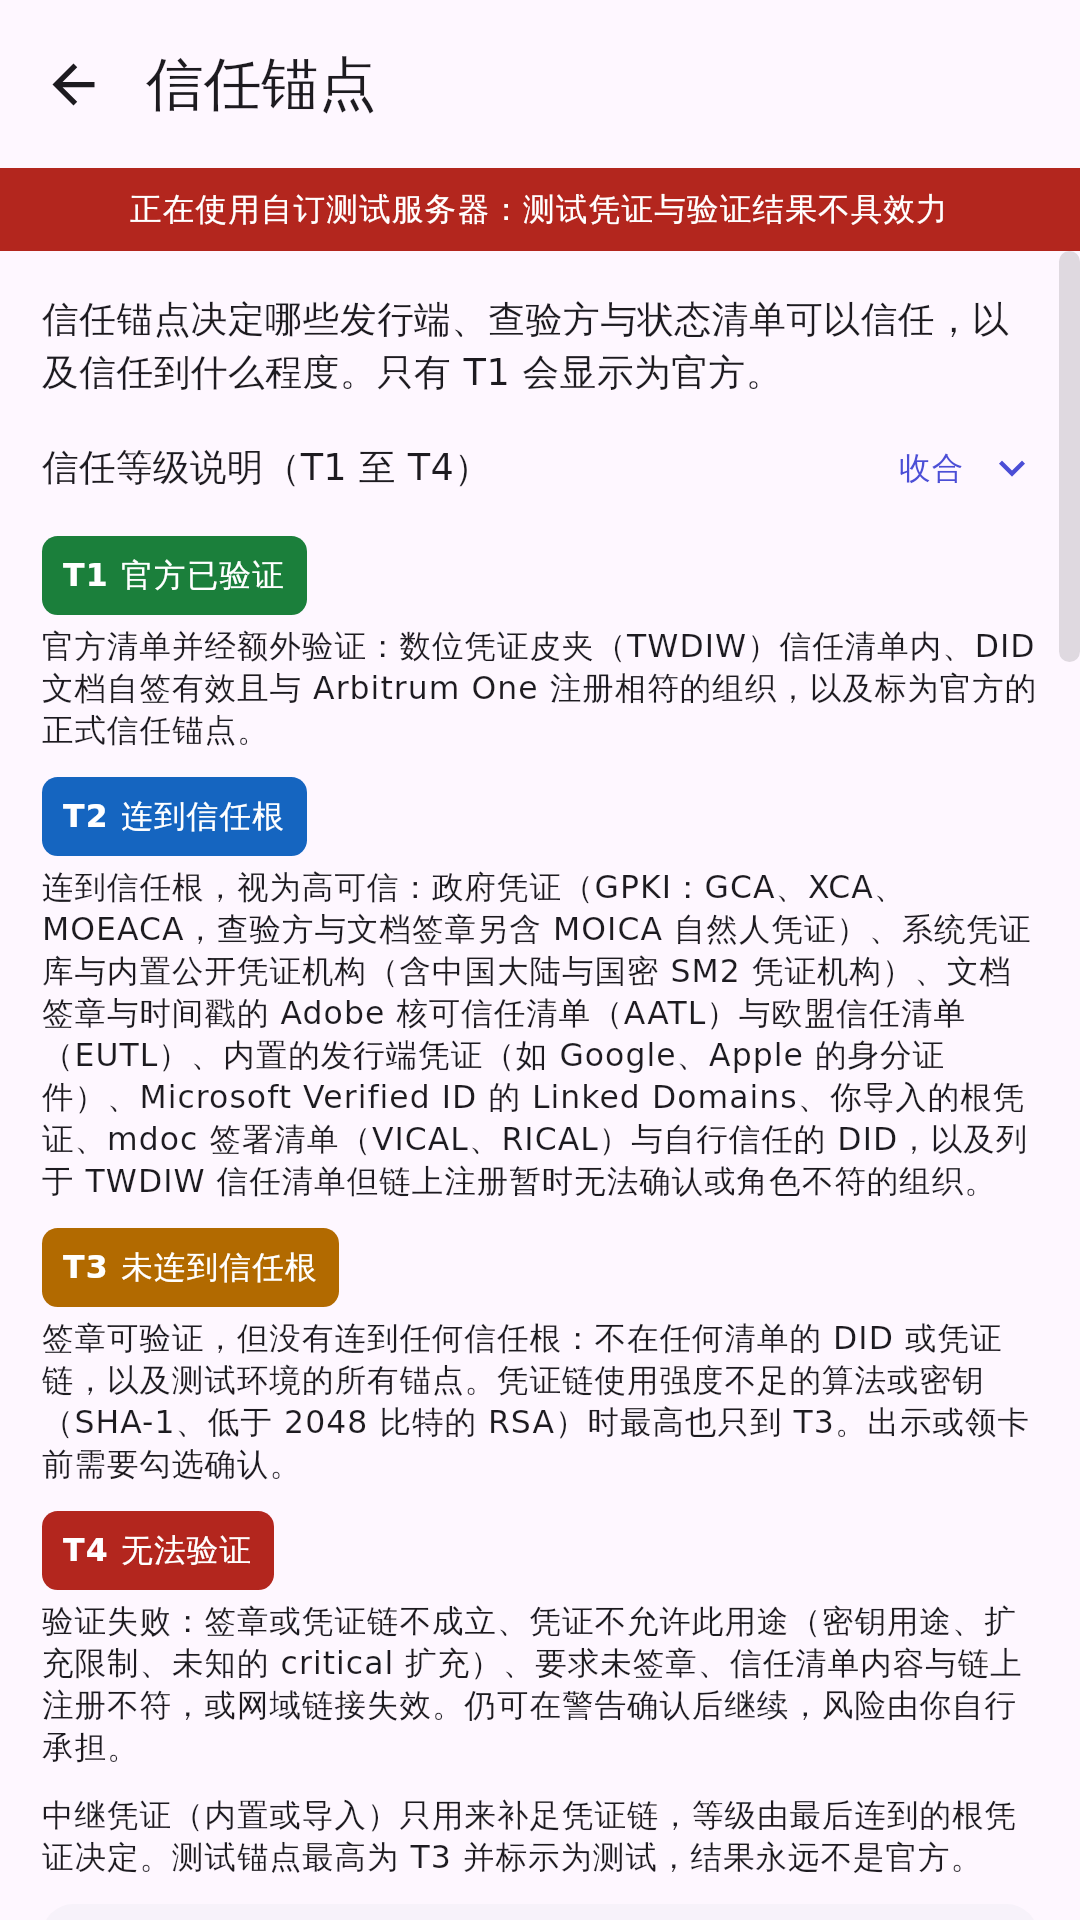 信任锚点
正在使用自订测试服务器：测试凭证与验证结果不具效力
信任锚点决定哪些发行端、查验方与状态清单可以信任，以
及信任到什么程度。只有 T1 会显示为官方。
信任等级说明（T1 至 T4）
收合
T1 官方已验证
官方清单并经额外验证：数位凭证皮夹（TWDIW）信任清单内、DID
文档自签有效且与 Arbitrum One 注册相符的组织，以及标为官方的
正式信任锚点。
T2 连到信任根
连到信任根，视为高可信：政府凭证（GPKI：GCA、XCA、
MOEACA，查验方与文档签章另含 MOICA 自然人凭证）、系统凭证
库与内置公开凭证机构（含中国大陆与国密 SM2 凭证机构）、文档
签章与时间戳的 Adobe 核可信任清单（AATL）与欧盟信任清单
（EUTL）、内置的发行端凭证（如 Google、Apple 的身分证
件）、Microsoft Verified ID 的 Linked Domains、你导入的根凭
证、mdoc 签署清单（VICAL、RICAL）与自行信任的 DID，以及列
于 TWDIW 信任清单但链上注册暂时无法确认或角色不符的组织。
T3 未连到信任根
签章可验证，但没有连到任何信任根：不在任何清单的 DID 或凭证
链，以及测试环境的所有锚点。凭证链使用强度不足的算法或密钥
（SHA-1、低于 2048 比特的 RSA）时最高也只到 T3。出示或领卡
前需要勾选确认。
T4 无法验证
验证失败：签章或凭证链不成立、凭证不允许此用途（密钥用途、扩
充限制、未知的 critical 扩充）、要求未签章、信任清单内容与链上
注册不符，或网域链接失效。仍可在警告确认后继续，风险由你自行
承担。
中继凭证（内置或导入）只用来补足凭证链，等级由最后连到的根凭
证决定。测试锚点最高为 T3 并标示为测试，结果永远不是官方。